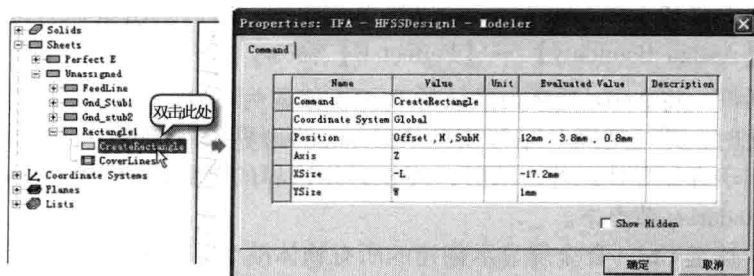 Solids
Sheets
Perfect E
Unassigned
FeedLine
Gnd_Stub1
Gnd_stub2
Rectangle1
CreateRectangle
CoverLines
Coordinate Systems
Planes
Lists
双击此处
Properties: IFA - HFSSDesign1 - Modeler
Command
Name Value Unit Evaluated Value Description
Command CreateRectangle
Coordinate System Global
Position Offset ,H ,SubH 12mm , 3.8mm , 0.8mm
Axis Z
XSize -L -17.2mm
YSize W 1mm
Show Hidden
确定 取消